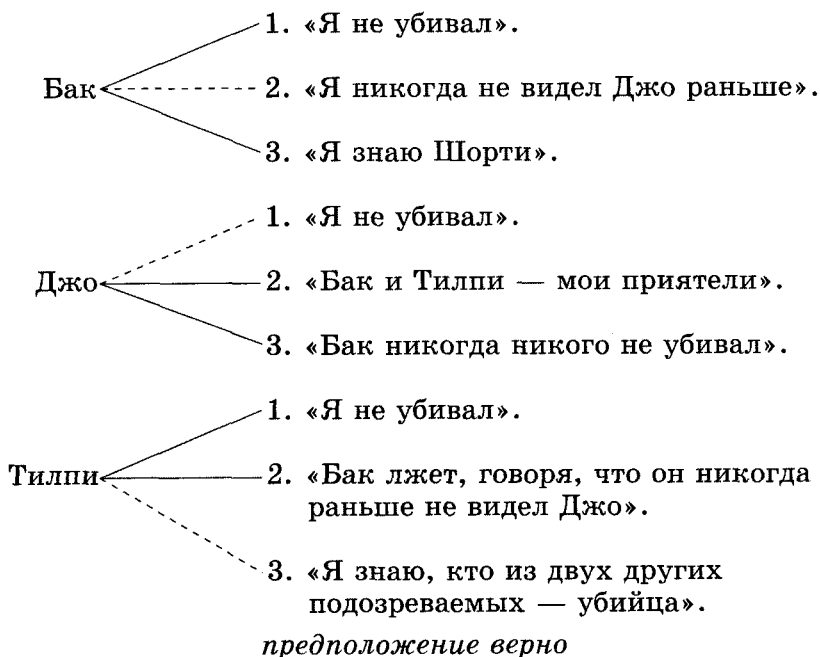 1. «Я не убивал».
Бак
2. «Я никогда не видел Джо раньше».
3. «Я знаю Шорти».
1. «Я не убивал».
Джо
2. «Бак и Тилпи — мои приятели».
3. «Бак никогда никого не убивал».
1. «Я не убивал».
Тилпи
2. «Бак лжет, говоря, что он никогда
раньше не видел Джо».
3. «Я знаю, кто из двух других
подозреваемых — убийца».
предположение верно